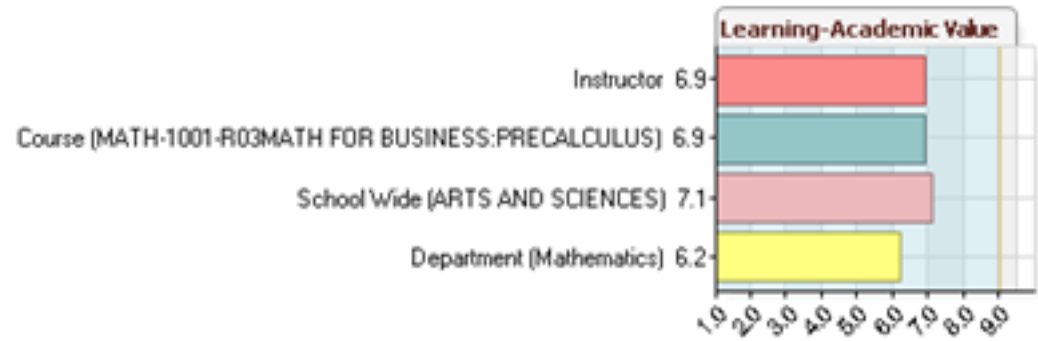 Learning-Academic Value
Instructor 6.9
Course (MATH-1001-R03MATH FOR BUSINESS:PRECALCULUS) 6.9
School Wide (ARTS AND SCIENCES) 7.1
Department (Mathematics) 6.2
1.0 2.0 3.0 4.0 5.0 6.0 7.0 8.0 9.0